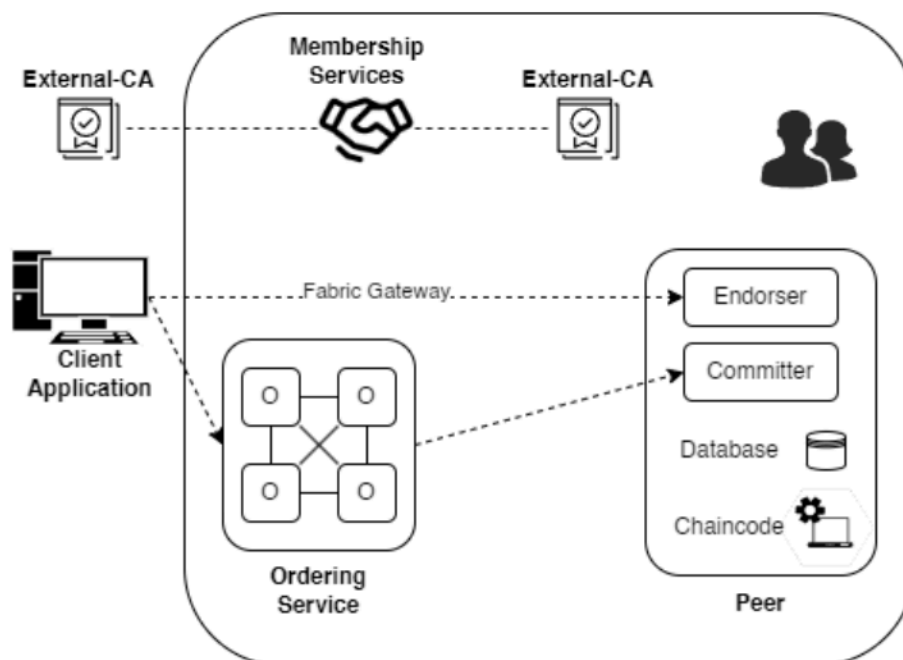 Membership
Services
External-CA
External-CA
Fabric Gateway
Endorser
Client
Application
Committer
O
O
Database
O
O
Chaincode
Ordering
Service
Peer